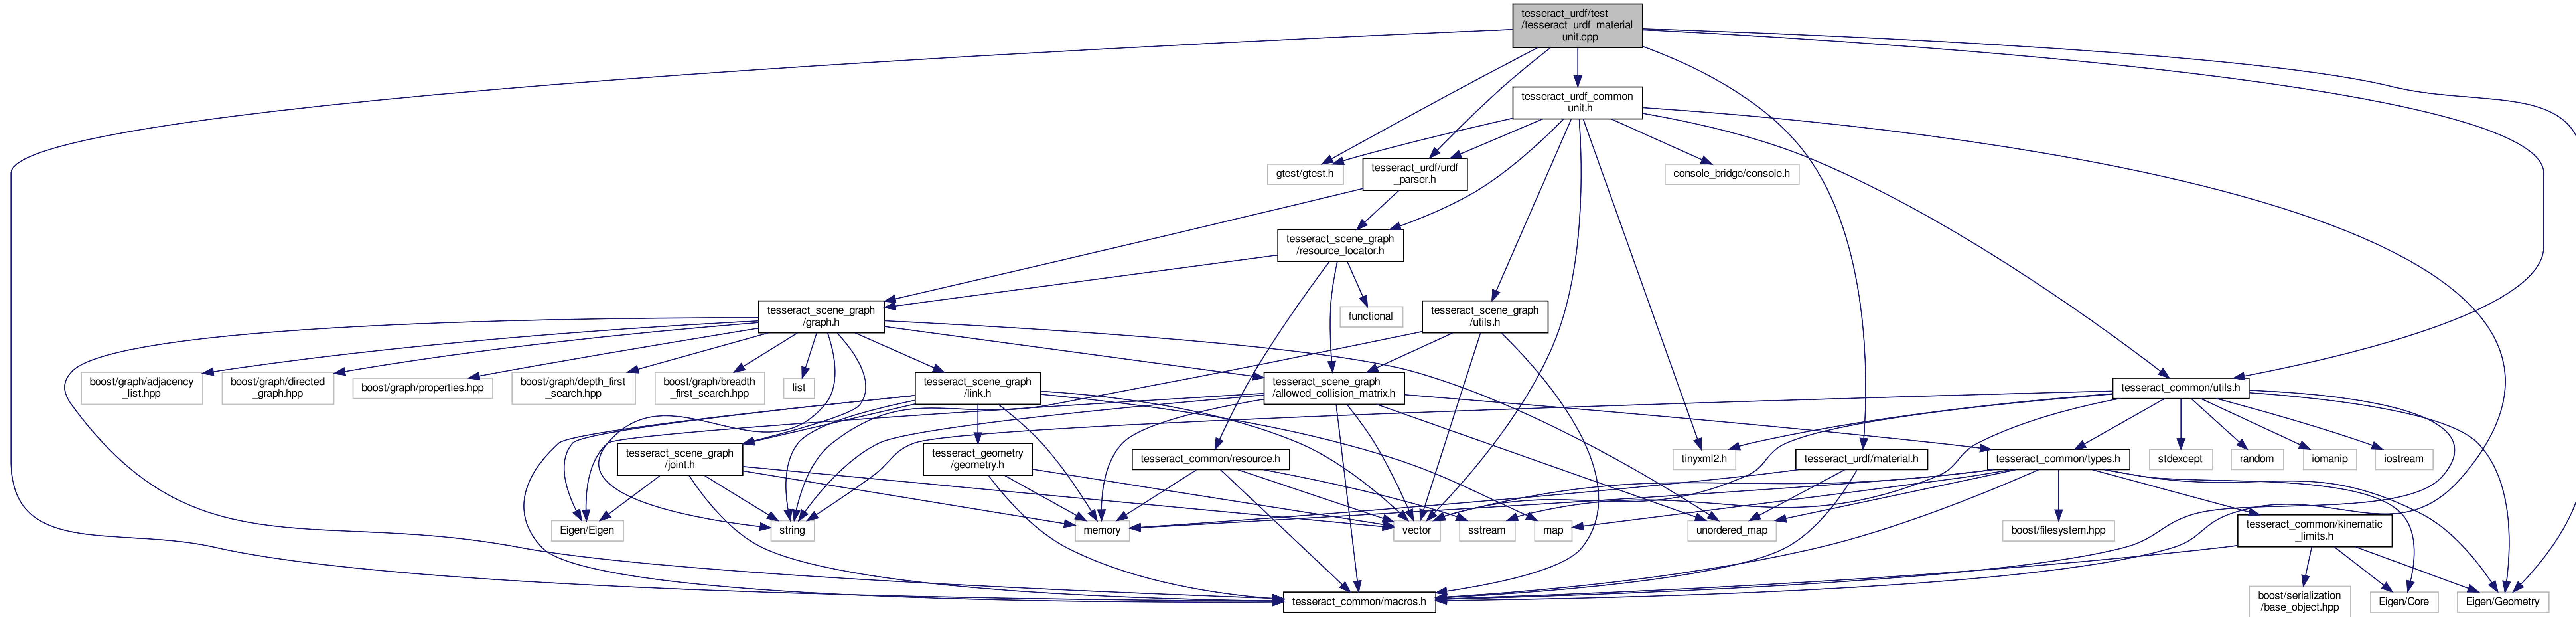 tesseract_urdf/test
/tesseract_urdf_material
_unit.cpp
tesseract_urdf_common
_unit.h
gtest/gtest.h
tesseract_urdf/urdf
_parser.h
console_bridge/console.h
tesseract_scene_graph
/resource_locator.h
tesseract_scene_graph
/graph.h
functional
tesseract_scene_graph
/utils.h
boost/graph/adjacency
_list.hpp
boost/graph/directed
_graph.hpp
boost/graph/properties.hpp
boost/graph/depth_first
_search.hpp
boost/graph/breadth
_first_search.hpp
list
tesseract_scene_graph
/link.h
tesseract_scene_graph
/allowed_collision_matrix.h
tesseract_common/utils.h
tesseract_scene_graph
/joint.h
tesseract_geometry
/geometry.h
tesseract_common/resource.h
tinyxml2.h
tesseract_urdf/material.h
tesseract_common/types.h
stdexcept
random
iomanip
iostream
Eigen/Eigen
string
memory
vector
sstream
map
unordered_map
boost/filesystem.hpp
tesseract_common/kinematic
_limits.h
tesseract_common/macros.h
boost/serialization
/base_object.hpp
Eigen/Core
Eigen/Geometry